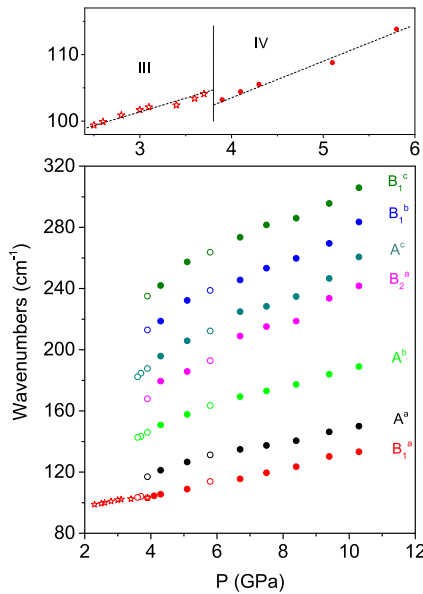 III
IV
110
100
3
4
5
6
320
280
240
200
160
120
80
B₁ᶜ
B₁ᵇ
Aᶜ
B₂ᵃ
Aᵇ
Aᵃ
B₁ᵃ
Wavenumbers (cm⁻¹)
2
4
6
8
10
12
P (GPa)